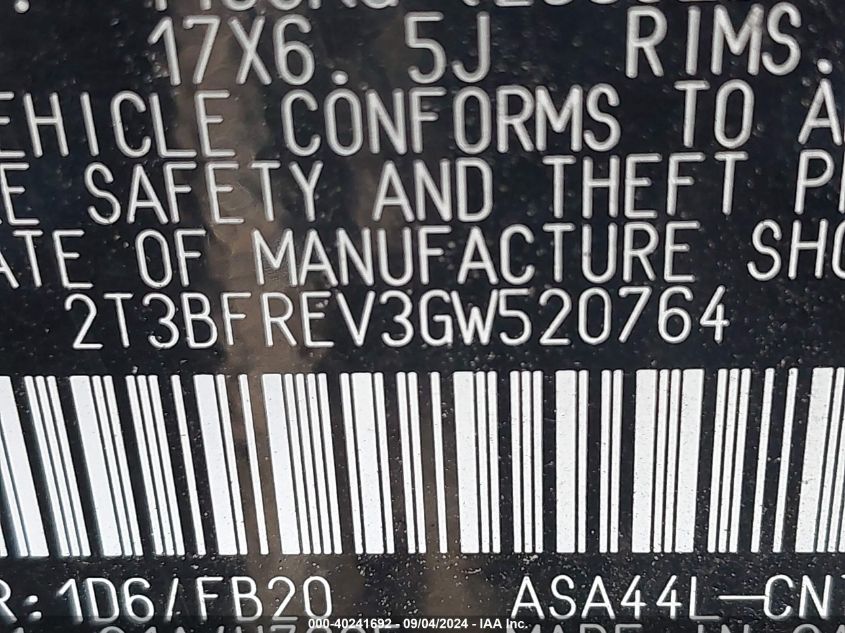 17X6. 5J RIMS.
EHICLE CONFORMS TO A
E SAFETY AND THEFT P
ATE OF MANUFACTURE SHO
2T3BFREV3GW520764
R: 1D6/FB20 ASA44L-CN
000-40241692 - 09/04/2024 - IAA, Inc.